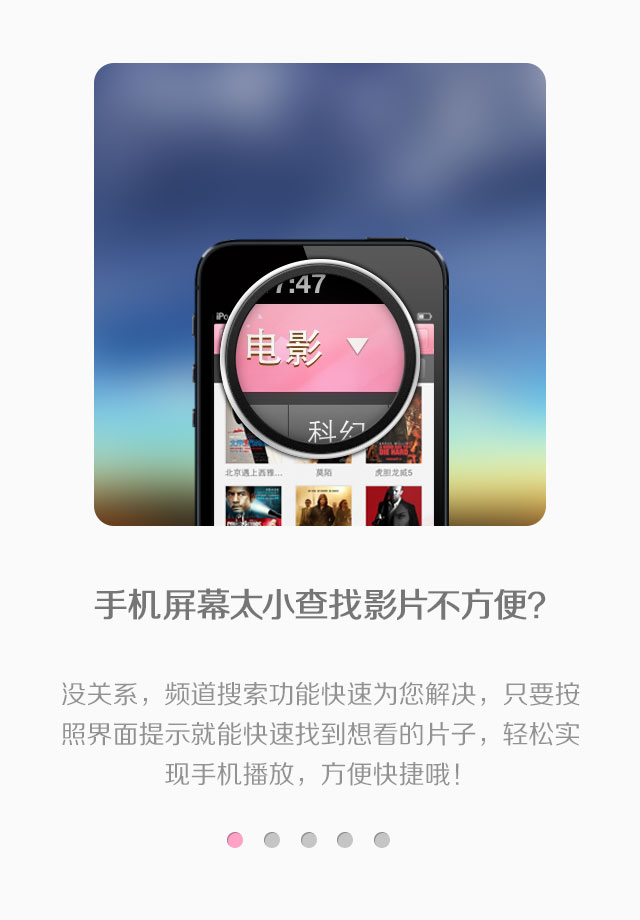 7:47
iPo
电影
科幻
北京遇上西雅...
莫陌
虎胆龙威5
DIE HARD
手机屏幕太小查找影片不方便?
没关系，频道搜索功能快速为您解决，只要按
照界面提示就能快速找到想看的片子，轻松实
现手机播放，方便快捷哦!